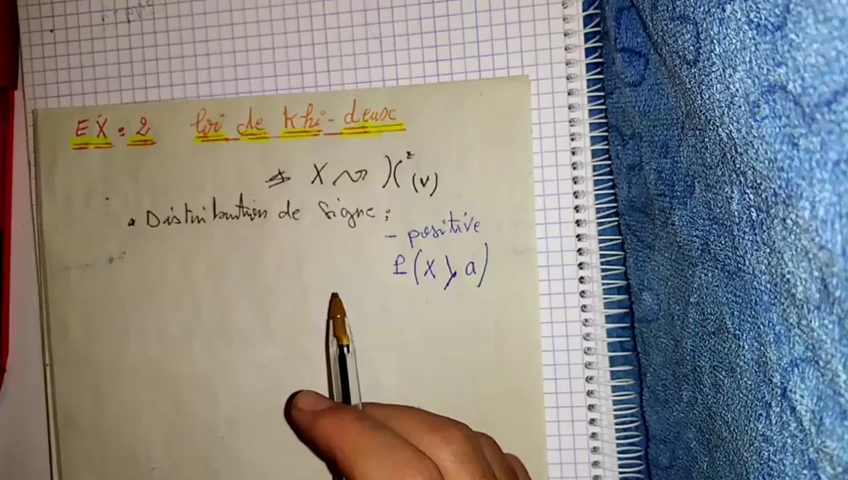 EX: 2 loi de Khi-deux
X ⇝ χ² (ν)
• Distribution de Signe :
- positive
P(X > a)